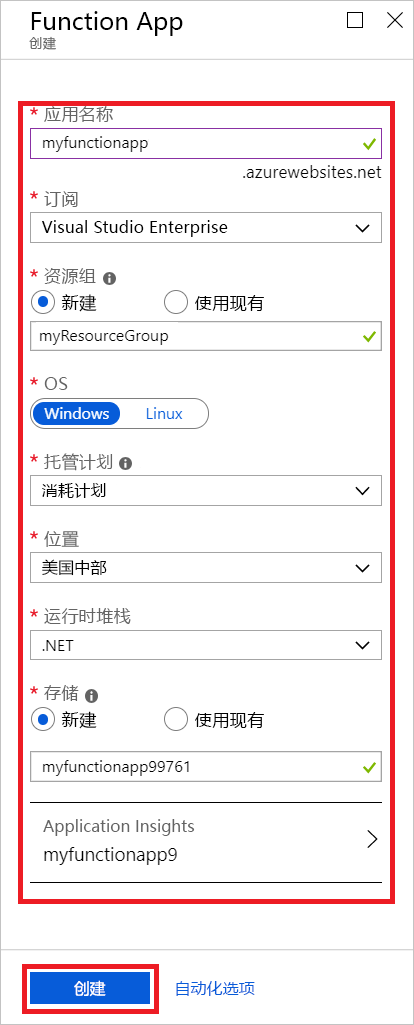 Function App
创建
* 应用名称
myfunctionapp
.azurewebsites.net
* 订阅
Visual Studio Enterprise
* 资源组
新建 使用现有
myResourceGroup
* OS
Windows Linux
* 托管计划
消耗计划
* 位置
美国中部
* 运行时堆栈
.NET
* 存储
新建 使用现有
myfunctionapp99761
Application Insights
myfunctionapp9
创建 自动化选项